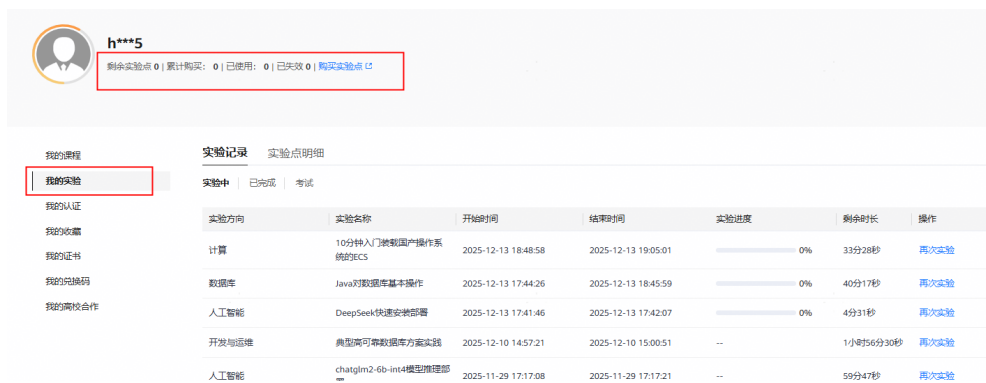 h***5
剩余实验点 0 | 累计购买： 0 | 已使用： 0 | 已失效 0 | 购买实验点
我的课程
我的实验
我的认证
我的收藏
我的证书
我的兑换码
我的高校合作
实验记录 实验点明细
实验中 已完成 考试
实验方向 实验名称 开始时间 结束时间 实验进度 剩余时长 操作
计算 10分钟入门装载国产操作系 2025-12-13 18:48:58 2025-12-13 19:05:01 0% 33分28秒 再次实验
统的ECS
数据库 Java对数据库基本操作 2025-12-13 17:44:26 2025-12-13 18:45:59 0% 40分17秒 再次实验
人工智能 DeepSeek快速安装部署 2025-12-13 17:41:46 2025-12-13 17:42:07 0% 4分31秒 再次实验
开发与运维 典型高可靠数据库方案实践 2025-12-10 14:57:21 2025-12-10 15:00:51 -- 1小时56分30秒 再次实验
人工智能 chatglm2-6b-int4模型推理部 2025-11-29 17:17:08 2025-11-29 17:17:21 -- 59分47秒 再次实验